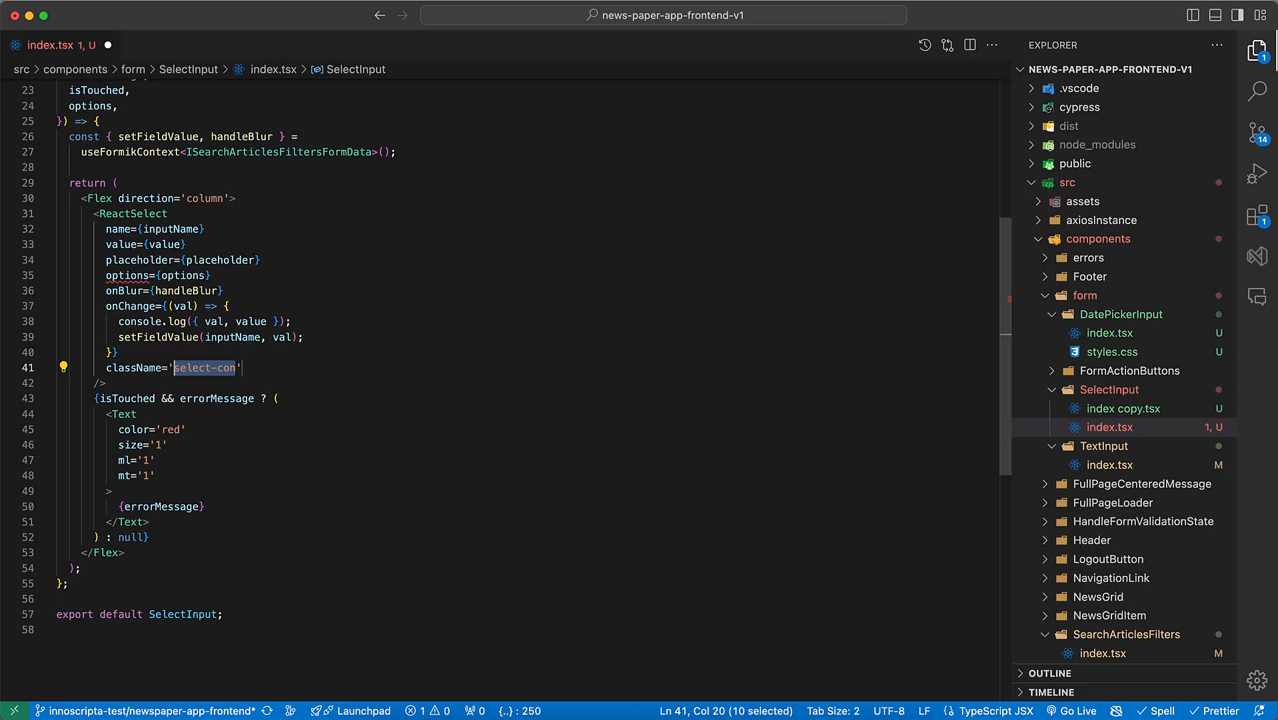 news-paper-app-frontend-v1
index.tsx 1, U
src > components > form > SelectInput > index.tsx > SelectInput
23 isTouched,
24 options,
25 }) => {
26 const { setFieldValue, handleBlur } =
27 useFormikContext<ISearchArticlesFiltersFormData>();
28
29 return (
30 <Flex direction='column'>
31 <ReactSelect
32 name={inputName}
33 value={value}
34 placeholder={placeholder}
35 options={options}
36 onBlur={handleBlur}
37 onChange={(val) => {
38 console.log({ val, value });
39 setFieldValue(inputName, val);
40 }}
41 className='select-con'
42 />
43 {isTouched && errorMessage ? (
44 <Text
45 color='red'
46 size='1'
47 ml='1'
48 mt='1'
49 >
50 {errorMessage}
51 </Text>
52 ) : null}
53 </Flex>
54 );
55 };
56
57 export default SelectInput;
58
EXPLORER
NEWS-PAPER-APP-FRONTEND-V1
.vscode
cypress
dist
node_modules
public
src
assets
axiosInstance
components
errors
Footer
form
DatePickerInput
index.tsx U
styles.css U
FormActionButtons
SelectInput
index copy.tsx U
index.tsx 1, U
TextInput
index.tsx M
FullPageCenteredMessage
FullPageLoader
HandleFormValidationState
Header
LogoutButton
NavigationLink
NewsGrid
NewsGridItem
SearchArticlesFilters
index.tsx M
OUTLINE
TIMELINE
1
14
1
innoscripta-test/newspaper-app-frontend* Launchpad 1 0 0 {..} : 250 Ln 41, Col 20 (10 selected) Tab Size: 2 UTF-8 LF TypeScript JSX Go Live Spell Prettier